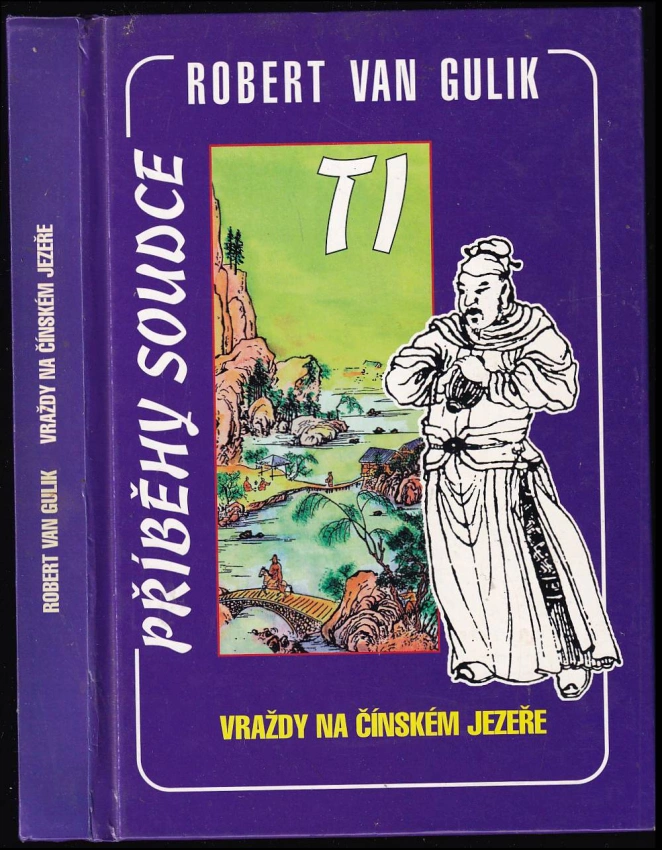 ROBERT VAN GULIK VRAŽDY NA ČÍNSKÉM JEZEŘE
ROBERT VAN GULIK
PŘÍBĚHY SOUDCE
TI
VRAŽDY NA ČÍNSKÉM JEZEŘE